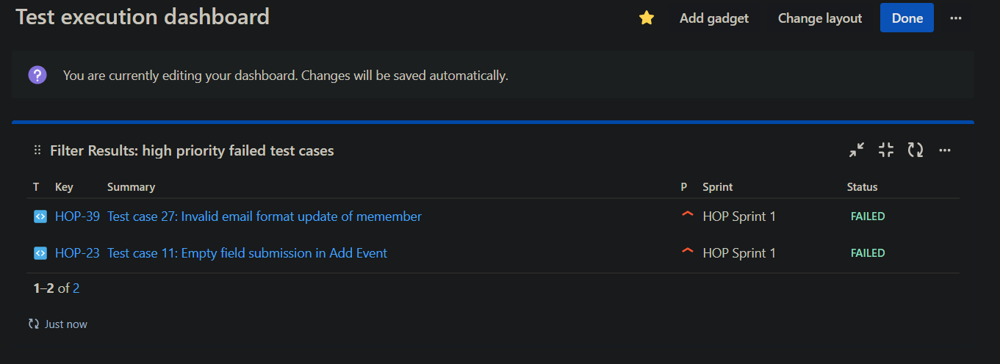 Test execution dashboard
Add gadget Change layout Done
? You are currently editing your dashboard. Changes will be saved automatically.
Filter Results: high priority failed test cases
T Key Summary P Sprint Status
HOP-39 Test case 27: Invalid email format update of memember HOP Sprint 1 FAILED
HOP-23 Test case 11: Empty field submission in Add Event HOP Sprint 1 FAILED
1–2 of 2
Just now